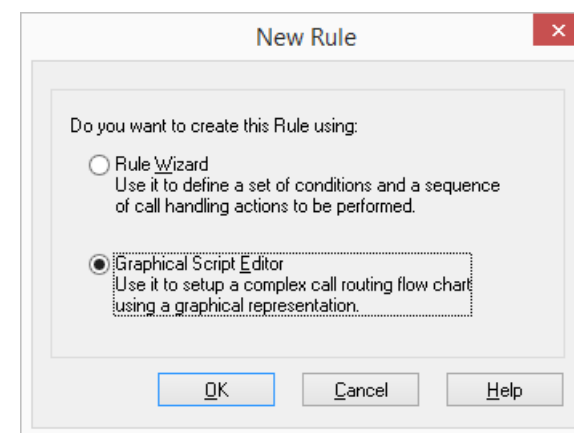 New Rule
Do you want to create this Rule using:
Rule Wizard
Use it to define a set of conditions and a sequence
of call handling actions to be performed.
Graphical Script Editor
Use it to setup a complex call routing flow chart
using a graphical representation.
OK Cancel Help